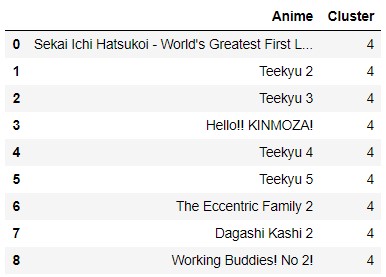 Anime Cluster
0 Sekai Ichi Hatsukoi - World's Greatest First L... 4
1 Teekyu 2 4
2 Teekyu 3 4
3 Hello!! KINMOZA! 4
4 Teekyu 4 4
5 Teekyu 5 4
6 The Eccentric Family 2 4
7 Dagashi Kashi 2 4
8 Working Buddies! No 2! 4